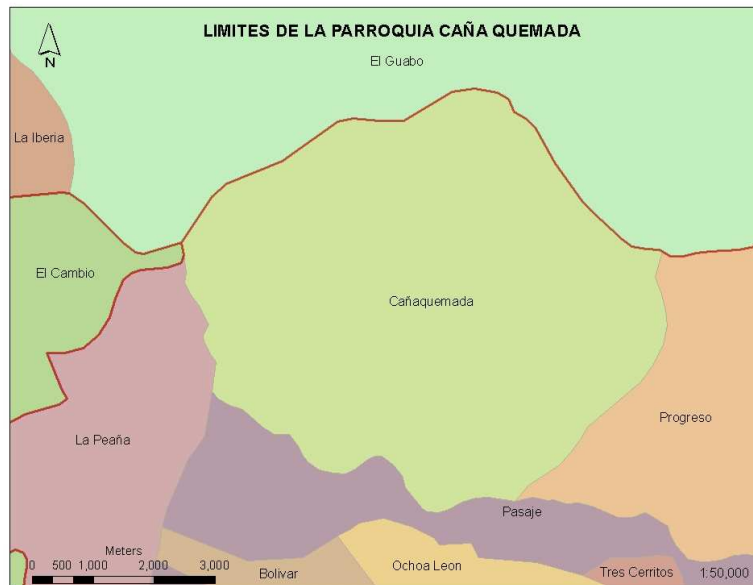 LIMITES DE LA PARROQUIA CAÑA QUEMADA
N
El Guabo
La Iberia
El Cambio
Cañaquemada
Progreso
La Peaña
Pasaje
Meters
0 500 1,000 2,000 3,000
Bolivar
Ochoa Leon
Tres Cerritos
1:50,000